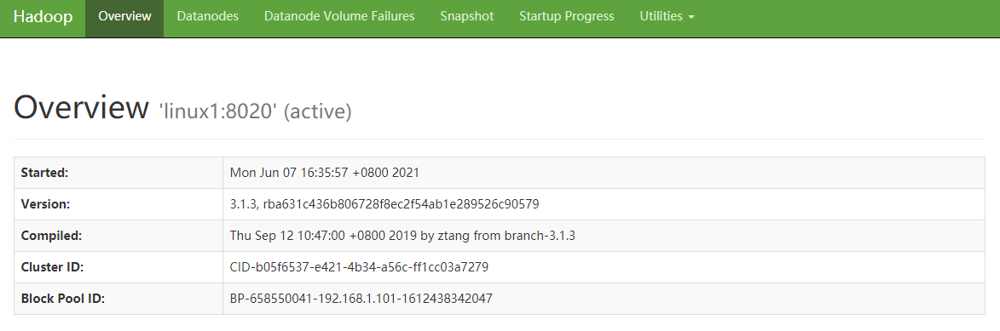 Hadoop Overview Datanodes Datanode Volume Failures Snapshot Startup Progress Utilities
Overview 'linux1:8020' (active)
Started: Mon Jun 07 16:35:57 +0800 2021
Version: 3.1.3, rba631c436b806728f8ec2f54ab1e289526c90579
Compiled: Thu Sep 12 10:47:00 +0800 2019 by ztang from branch-3.1.3
Cluster ID: CID-b05f6537-e421-4b34-a56c-ff1cc03a7279
Block Pool ID: BP-658550041-192.168.1.101-1612438342047